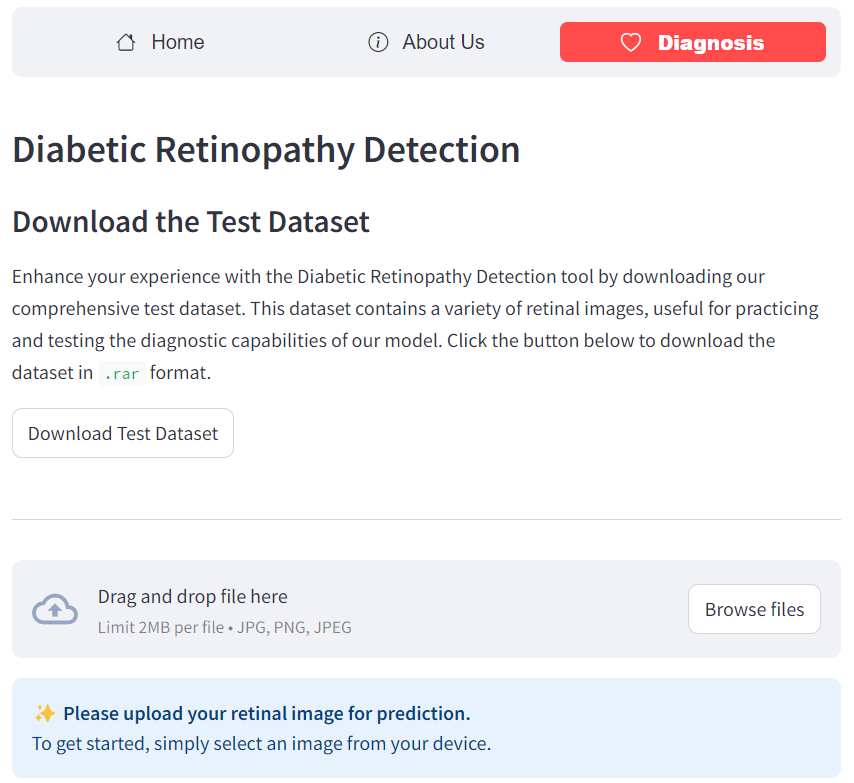 Home
About Us
Diagnosis
Diabetic Retinopathy Detection
Download the Test Dataset
Enhance your experience with the Diabetic Retinopathy Detection tool by downloading our
comprehensive test dataset. This dataset contains a variety of retinal images, useful for practicing
and testing the diagnostic capabilities of our model. Click the button below to download the
dataset in .rar format.
Download Test Dataset
Drag and drop file here
Limit 2MB per file • JPG, PNG, JPEG
Browse files
✨ Please upload your retinal image for prediction.
To get started, simply select an image from your device.